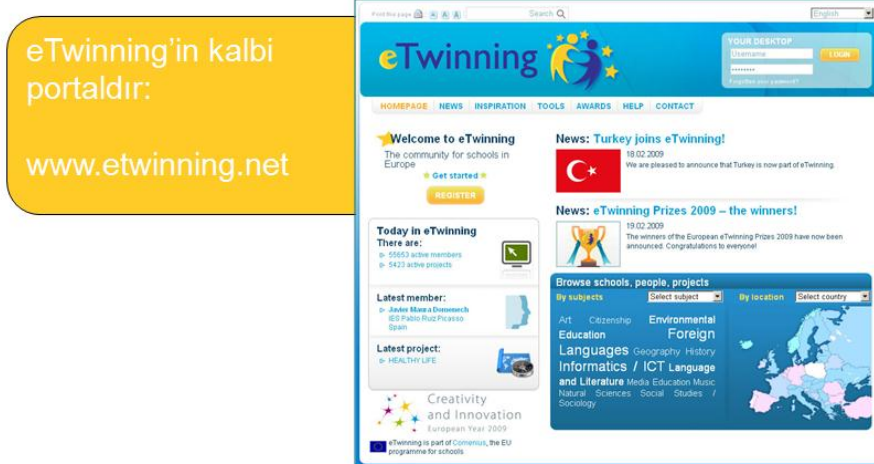 eTwinning'in kalbi
portaldır:
www.etwinning.net
Print this page
A A A
Search
English
eTwinning
YOUR DESKTOP
Username
••••••••
LOGIN
Forgotten your password?
HOMEPAGE NEWS INSPIRATION TOOLS AWARDS HELP CONTACT
Welcome to eTwinning
The community for schools in
Europe
Get started
REGISTER
Today in eTwinning
There are:
55653 active members
5423 active projects
Latest member:
Javier Maura Domenech
IES Pablo Ruiz Picasso
Spain
Latest project:
HEALTHY LIFE
Creativity
and Innovation
European Year 2009
eTwinning is part of Comenius, the EU
programme for schools
News: Turkey joins eTwinning!
18.02.2009
We are pleased to announce that Turkey is now part of eTwinning.
News: eTwinning Prizes 2009 – the winners!
19.02.2009
The winners of the European eTwinning Prizes 2009 have now been
announced. Congratulations to everyone!
Browse schools, people, projects
By subjects Select subject By location Select country
Art Citizenship Environmental
Education Foreign
Languages Geography History
Informatics / ICT Language
and Literature Media Education Music
Natural Sciences Social Studies /
Sociology